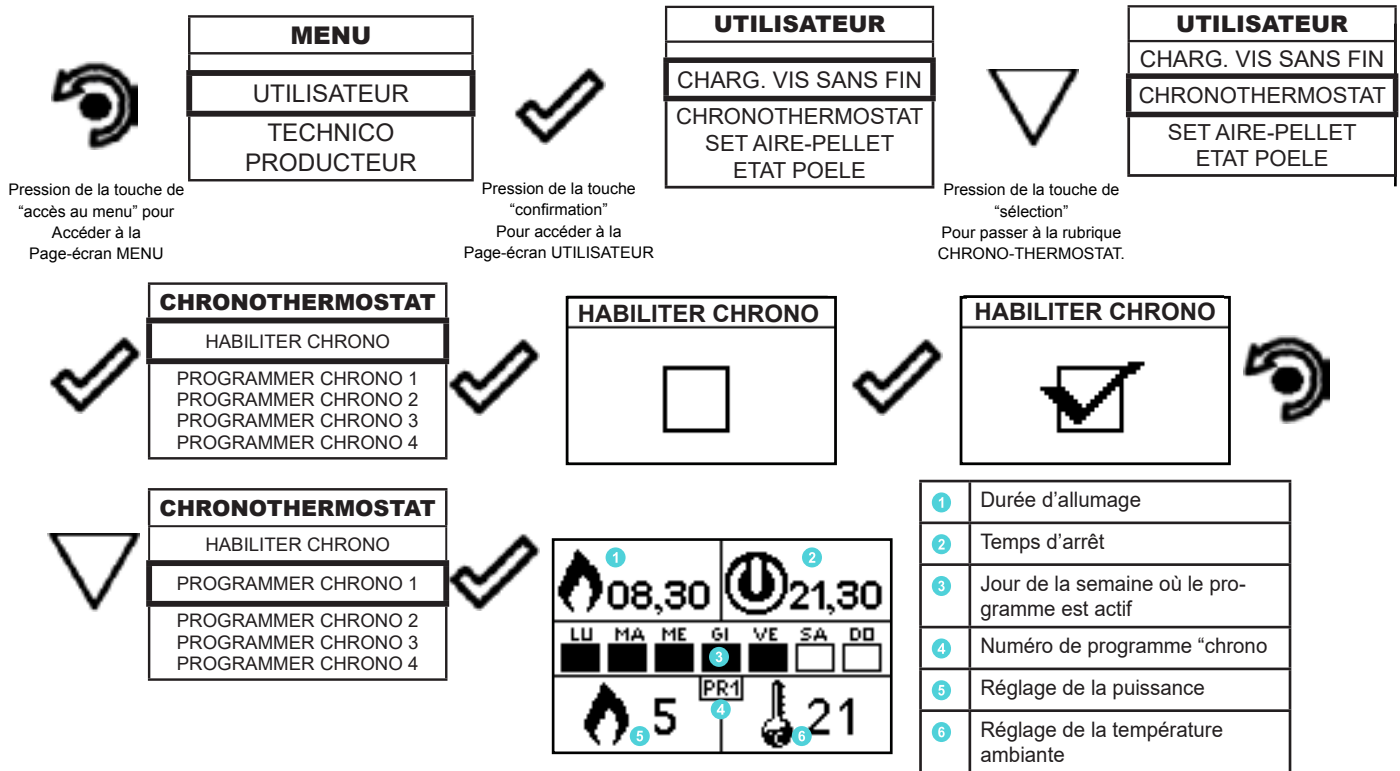 MENU
UTILISATEUR
TECHNICO
PRODUCTEUR
UTILISATEUR
CHARG. VIS SANS FIN
CHRONOTHERMOSTAT
SET AIRE-PELLET
ETAT POELE
UTILISATEUR
CHARG. VIS SANS FIN
CHRONOTHERMOSTAT
SET AIRE-PELLET
ETAT POELE
Pression de la touche de
“accès au menu” pour
Accéder à la
Page-écran MENU
Pression de la touche
“confirmation”
Pour accéder à la
Page-écran UTILISATEUR
Pression de la touche de
“sélection”
Pour passer à la rubrique
CHRONO-THERMOSTAT.
CHRONOTHERMOSTAT
HABILITER CHRONO
PROGRAMMER CHRONO 1
PROGRAMMER CHRONO 2
PROGRAMMER CHRONO 3
PROGRAMMER CHRONO 4
HABILITER CHRONO
HABILITER CHRONO
CHRONOTHERMOSTAT
HABILITER CHRONO
PROGRAMMER CHRONO 1
PROGRAMMER CHRONO 2
PROGRAMMER CHRONO 3
PROGRAMMER CHRONO 4
1 08,30 2 21,30
LU MA ME GI VE SA DO
3
PR1
4
5 5
6 21
1 Durée d’allumage
2 Temps d’arrêt
3 Jour de la semaine où le pro-
gramme est actif
4 Numéro de programme “chrono
5 Réglage de la puissance
6 Réglage de la température
ambiante